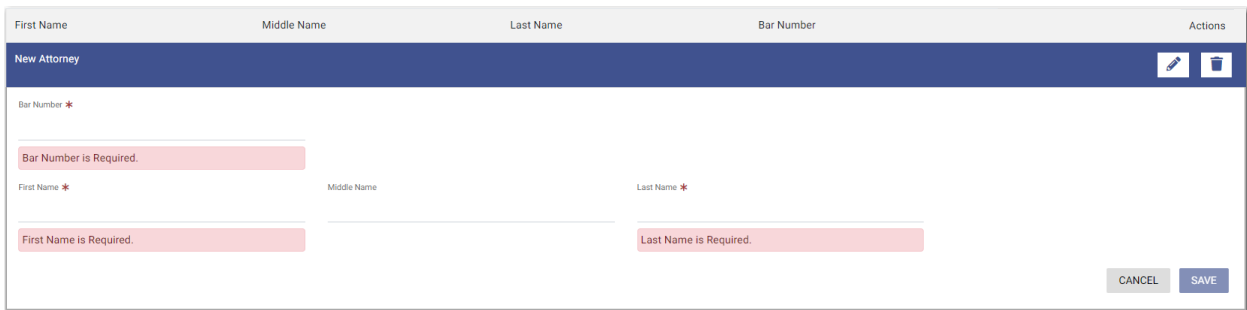 First Name Middle Name Last Name Bar Number Actions
New Attorney
Bar Number *
Bar Number is Required.
First Name * Middle Name Last Name *
First Name is Required. Last Name is Required.
CANCEL SAVE